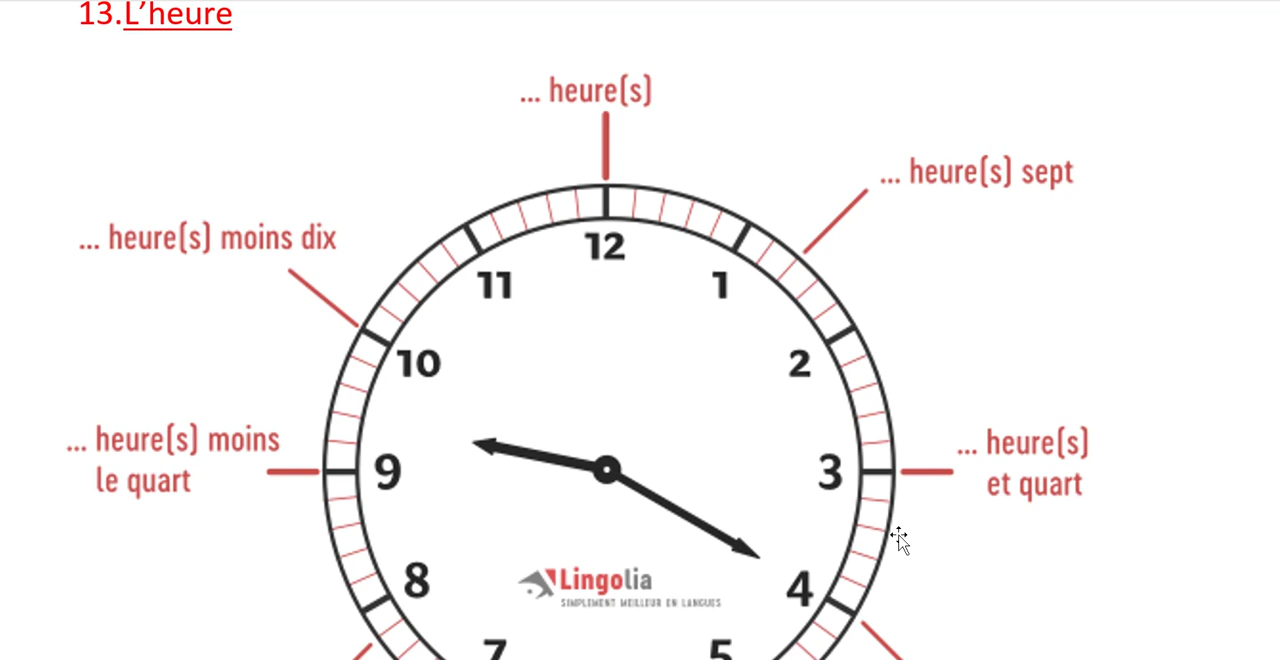 13.L'heure
... heure(s)
... heure(s) sept
... heure(s) moins dix
12
11
1
10
2
... heure(s) moins
le quart
9
3
... heure(s)
et quart
8
4
Lingolia
SIMPLEMENT MEILLEUR EN LANGUES
7
5